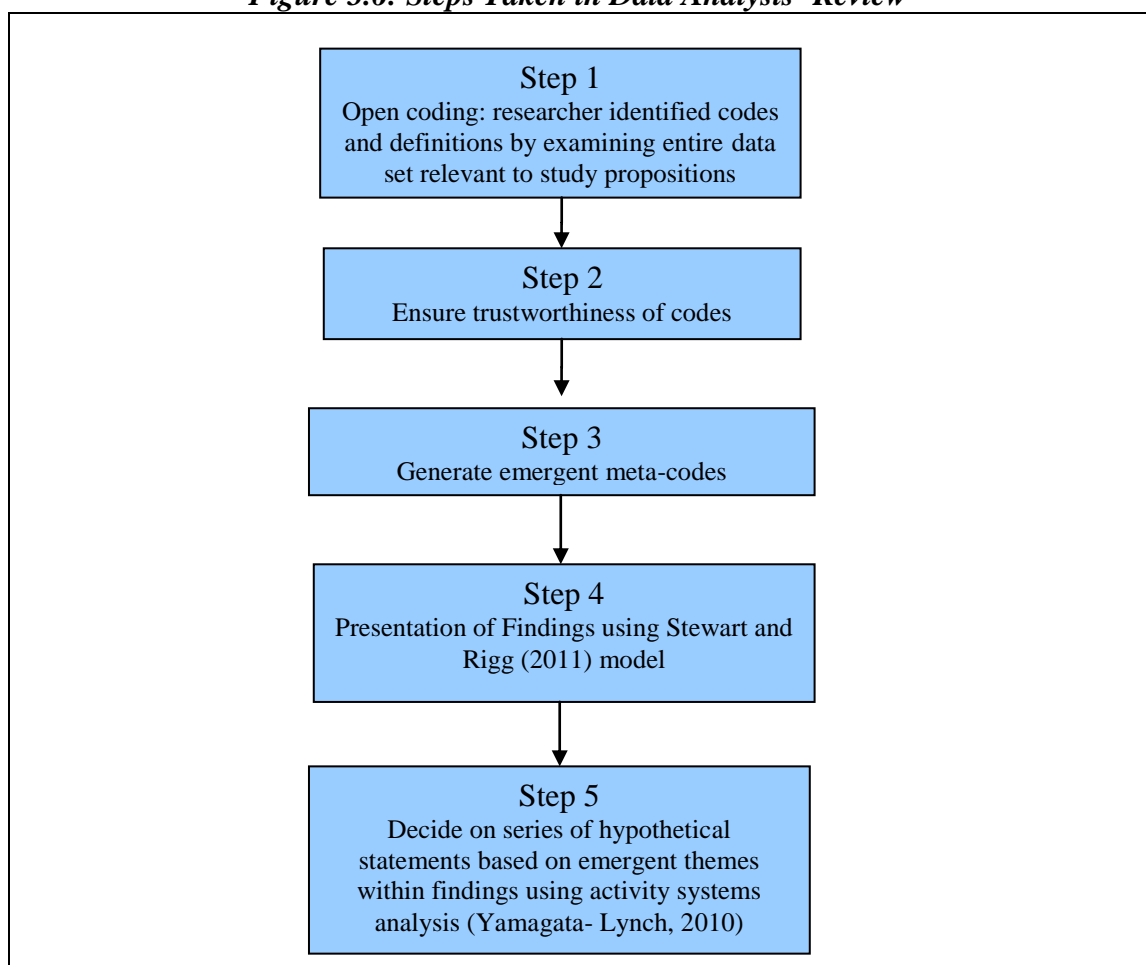 Figure 3.6: Steps Taken in Data Analysis- Review
Step 1
Open coding: researcher identified codes
and definitions by examining entire data
set relevant to study propositions
Step 2
Ensure trustworthiness of codes
Step 3
Generate emergent meta-codes
Step 4
Presentation of Findings using Stewart and
Rigg (2011) model
Step 5
Decide on series of hypothetical
statements based on emergent themes
within findings using activity systems
analysis (Yamagata- Lynch, 2010)